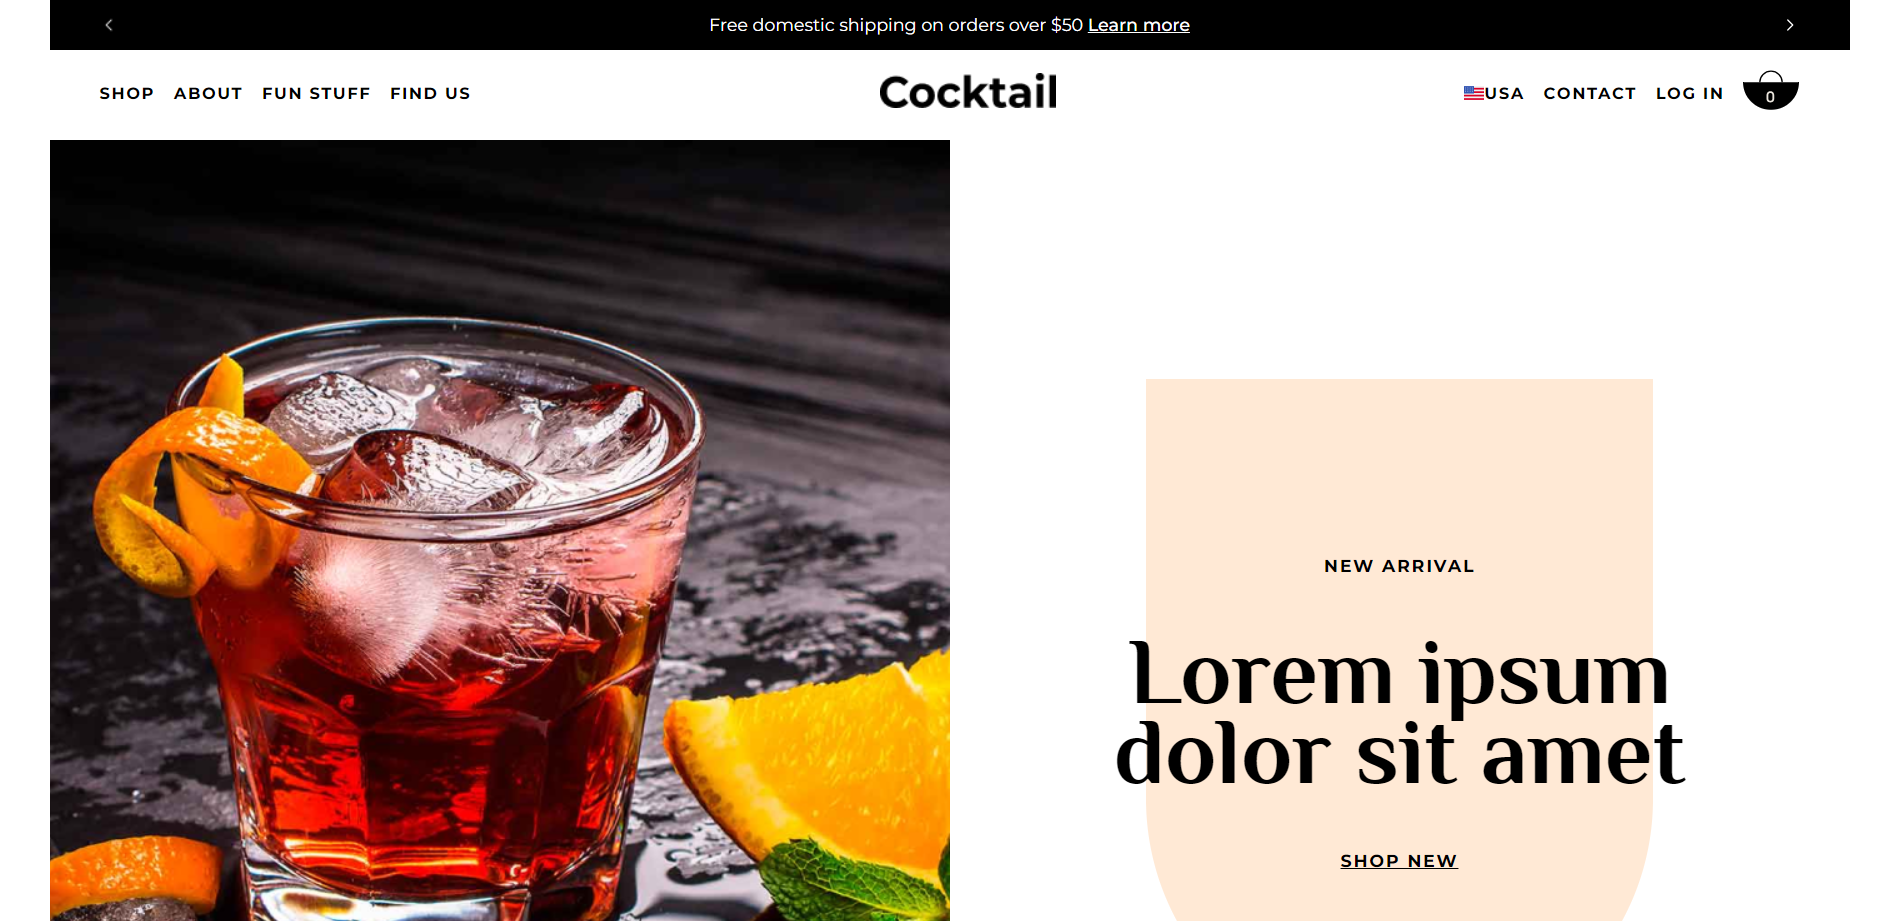 Free domestic shipping on orders over $50 Learn more
SHOP ABOUT FUN STUFF FIND US
Cocktail
USA CONTACT LOG IN 0
NEW ARRIVAL
Lorem ipsum
dolor sit amet
SHOP NEW